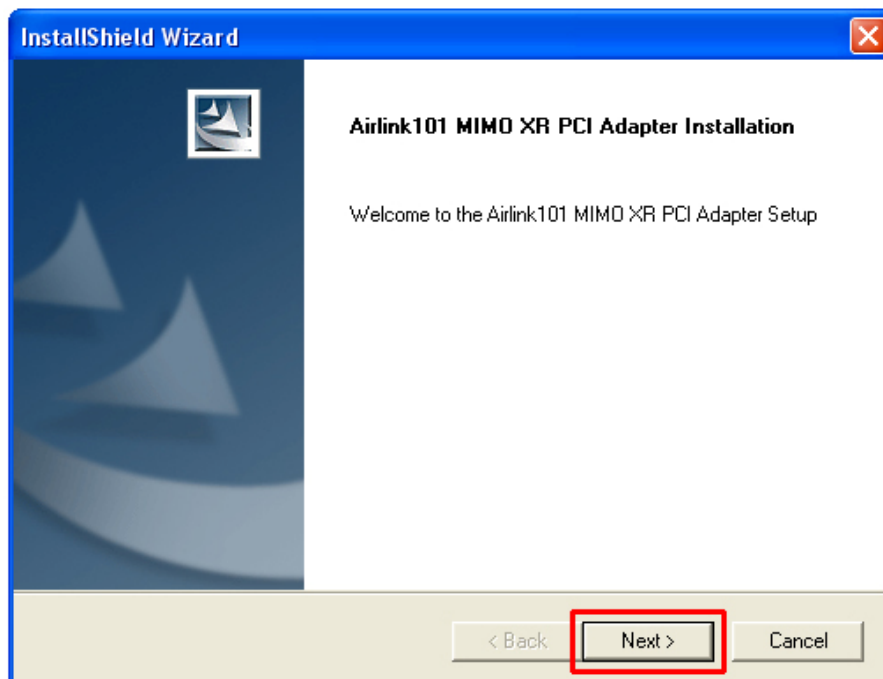 InstallShield Wizard
Airlink101 MIMO XR PCI Adapter Installation
Welcome to the Airlink101 MIMO XR PCI Adapter Setup
< Back
Next >
Cancel